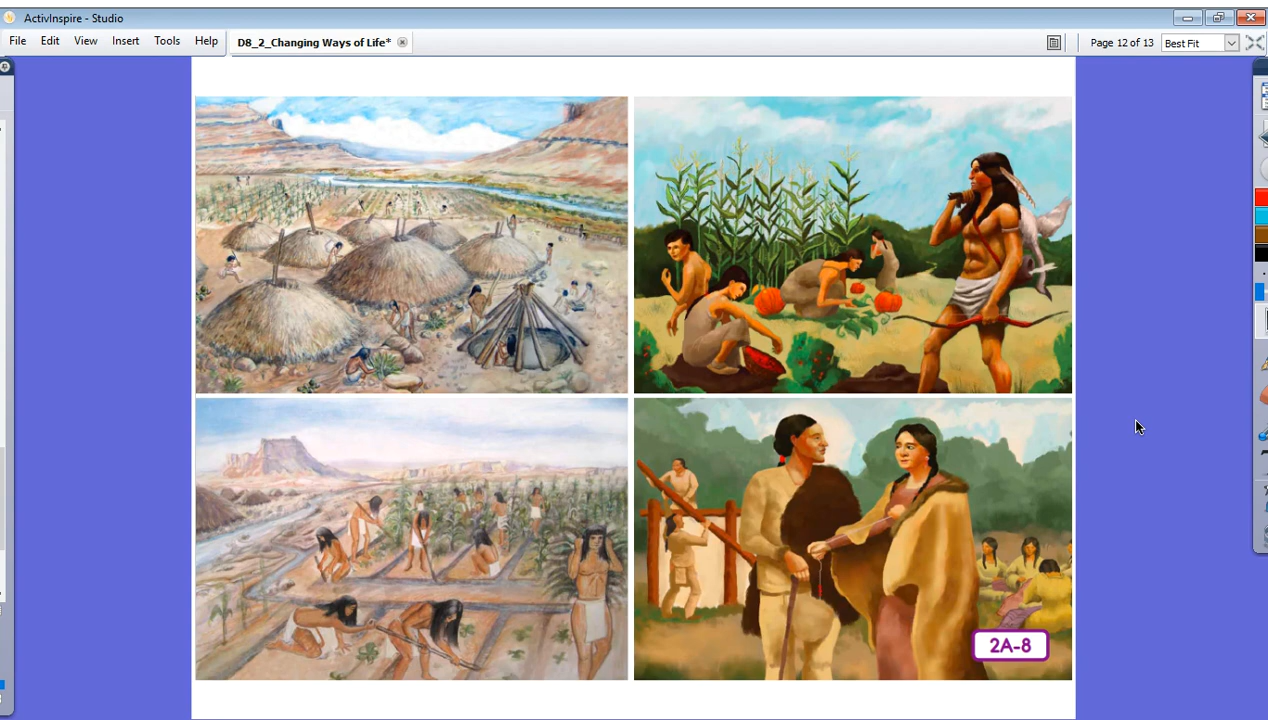 ActivInspire - Studio
File Edit View Insert Tools Help
D8_2_Changing Ways of Life*
Page 12 of 13
Best Fit
2A-8